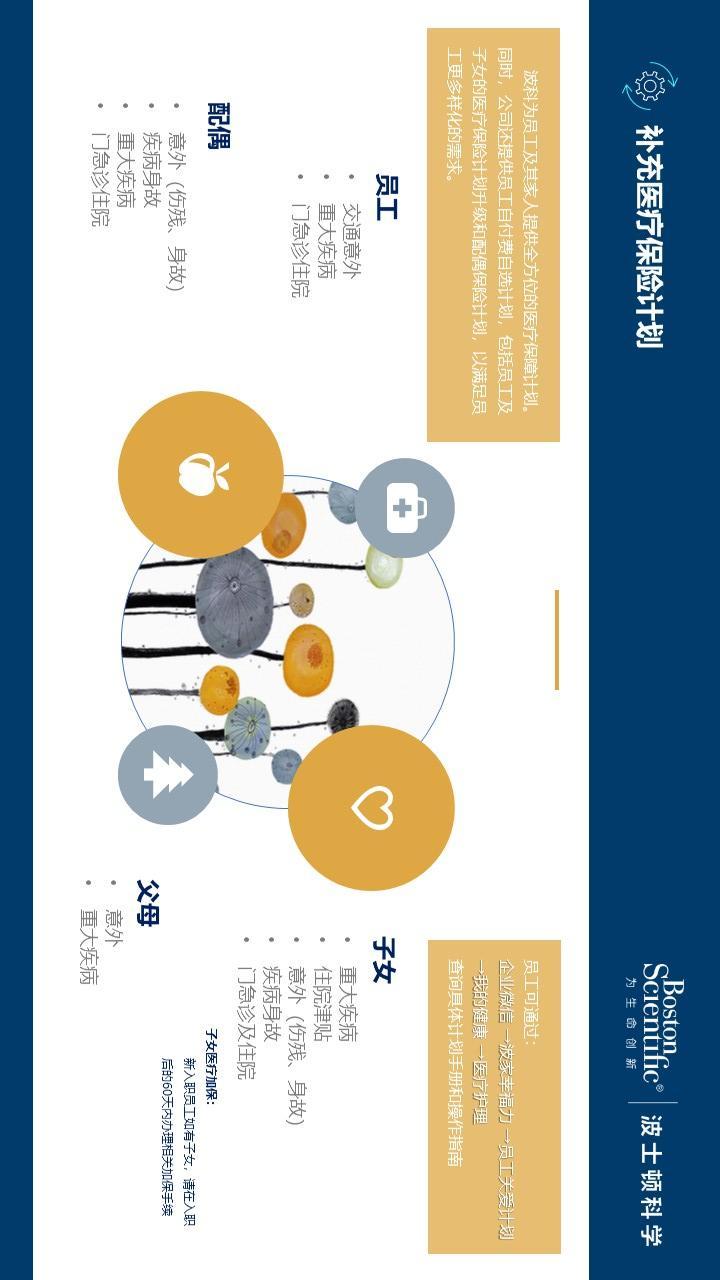 补充医疗保险计划
Boston
Scientific®
为生命创新
波士顿科学
波科为员工及其家人提供全方位的医疗保障计划。
同时，公司还提供员工自付费自选计划，包括员工及
子女的医疗保险计划升级和配偶保险计划，以满足员
工更多样化的需求。
员工可通过：
企业微信 →波家幸福力 →员工关爱计划
→我的健康 →医疗护理
查询具体计划手册和操作指南
员工
• 交通意外
• 重大疾病
• 门急诊住院
配偶
• 意外（伤残、身故）
• 疾病身故
• 重大疾病
• 门急诊住院
子女
• 重大疾病
• 住院津贴
• 意外（伤残、身故）
• 疾病身故
• 门急诊及住院
父母
• 意外
• 重大疾病
子女医疗加保：
新入职员工如有子女，请在入职
后的60天内办理相关加保手续